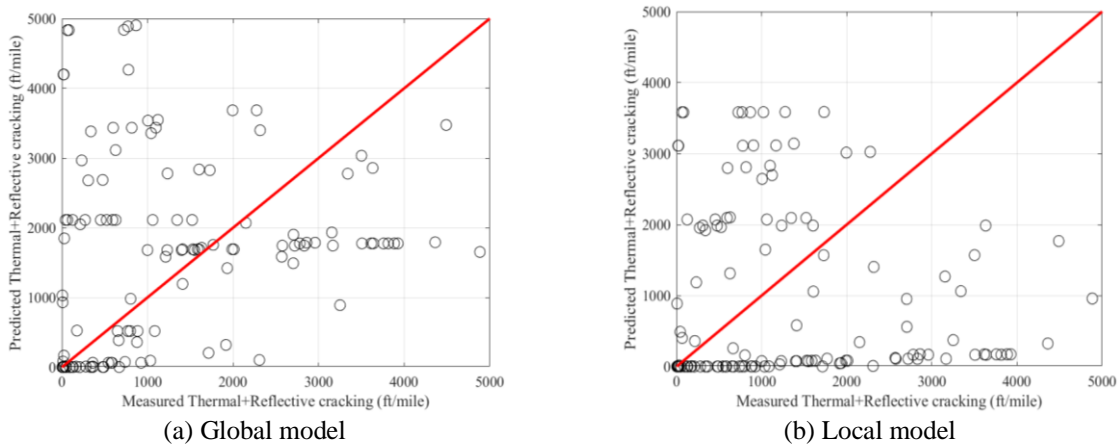 5000
4000
3000
2000
1000
0
Predicted Thermal+Reflective cracking (ft/mile)
0 1000 2000 3000 4000 5000
Measured Thermal+Reflective cracking (ft/mile)
(a) Global model
5000
4000
3000
2000
1000
0
Predicted Thermal+Reflective cracking (ft/mile)
0 1000 2000 3000 4000 5000
Measured Thermal+Reflective cracking (ft/mile)
(b) Local model